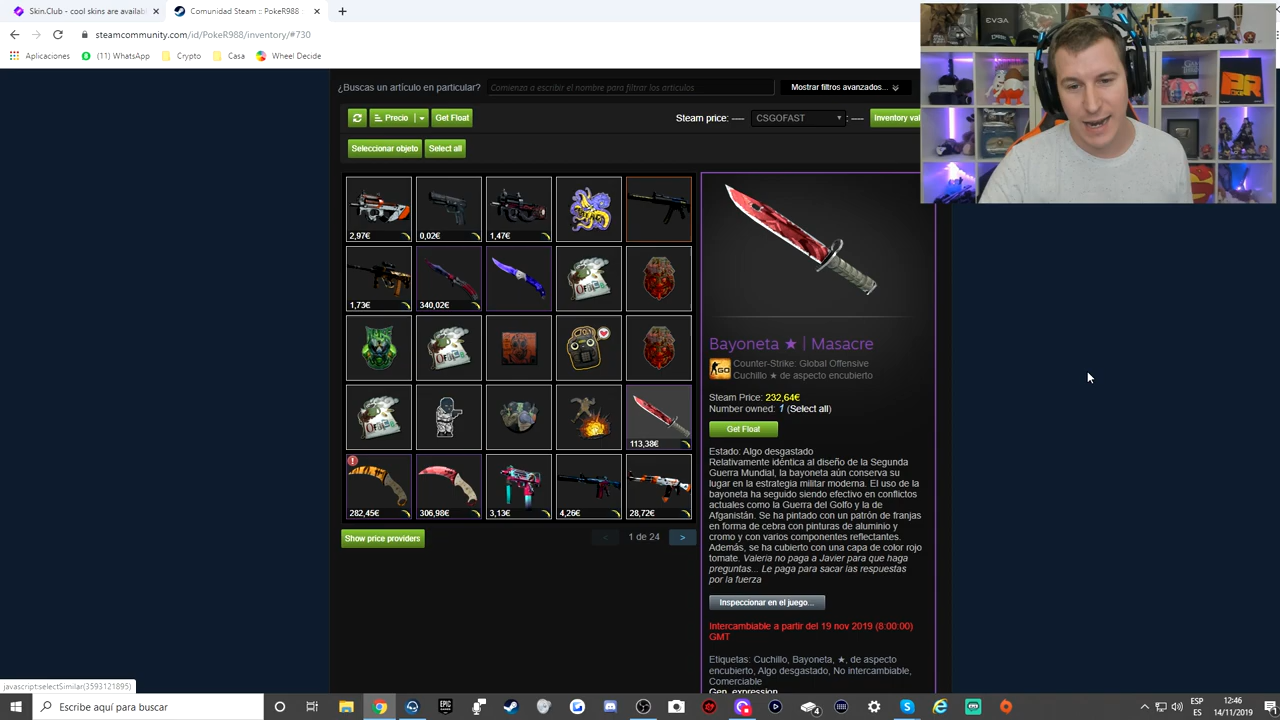 Skin.Club - cool skins are availab
Comunidad Steam :: PokeR988
steamcommunity.com/id/PokeR988/inventory/#730
Aplicaciones
(11) WhatsApp
Crypto
Casa
Wheel Decide
EVGA
¿Buscas un artículo en particular?
Comienza a escribir el nombre para filtrar los artículos
Mostrar filtros avanzados...
Precio
Get Float
Steam price: ----
CSGOFAST
: ----
Inventory val
Seleccionar objeto
Select all
2,97€
0,02€
1,47€
1,73€
340,02€
113,38€
282,45€
306,98€
3,13€
4,26€
28,72€
Show price providers
<
1 de 24
>
Bayoneta ★ | Masacre
Counter-Strike: Global Offensive
Cuchillo ★ de aspecto encubierto
Steam Price: 232,64€
Number owned: 1 (Select all)
Get Float
Estado: Algo desgastado
Relativamente idéntica al diseño de la Segunda
Guerra Mundial, la bayoneta aún conserva su
lugar en la estrategia militar moderna. El uso de la
bayoneta ha seguido siendo efectivo en conflictos
actuales como la Guerra del Golfo y la de
Afganistán. Se ha pintado con un patrón de franjas
en forma de cebra con pinturas de aluminio y
cromo y con varios componentes reflectantes.
Además, se ha cubierto con una capa de color rojo
tomate. Valeria no paga a Javier para que haga
preguntas... Le paga para sacar las respuestas
por la fuerza
Inspeccionar en el juego...
Intercambiable a partir del 19 nov 2019 (8:00:00)
GMT
Etiquetas: Cuchillo, Bayoneta, ★, de aspecto
encubierto, Algo desgastado, No intercambiable,
Comerciable
Gen, expression
javascript:selectSimilar(3593121895)
Escribe aquí para buscar
ESP
ES
12:46
14/11/2019